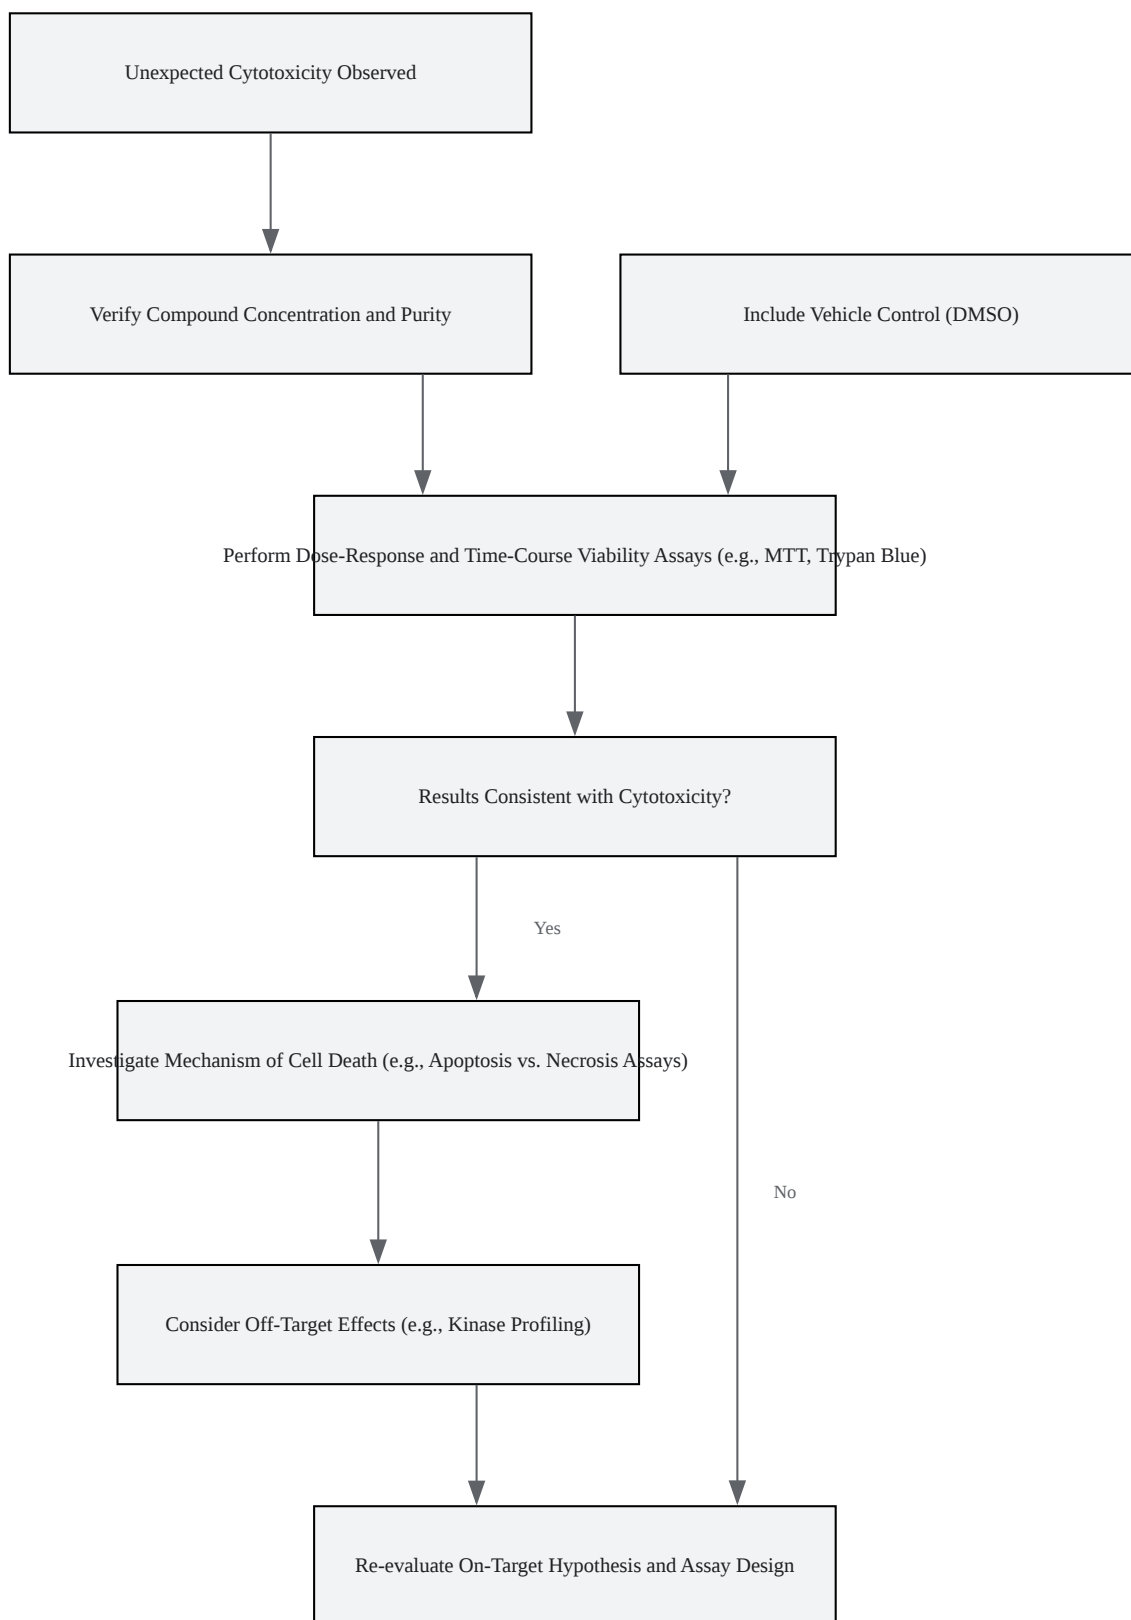 Unexpected Cytotoxicity Observed
Verify Compound Concentration and Purity
Include Vehicle Control (DMSO)
Perform Dose-Response and Time-Course Viability Assays (e.g., MTT, Trypan Blue)
Results Consistent with Cytotoxicity?
Yes
Investigate Mechanism of Cell Death (e.g., Apoptosis vs. Necrosis Assays)
No
Consider Off-Target Effects (e.g., Kinase Profiling)
Re-evaluate On-Target Hypothesis and Assay Design